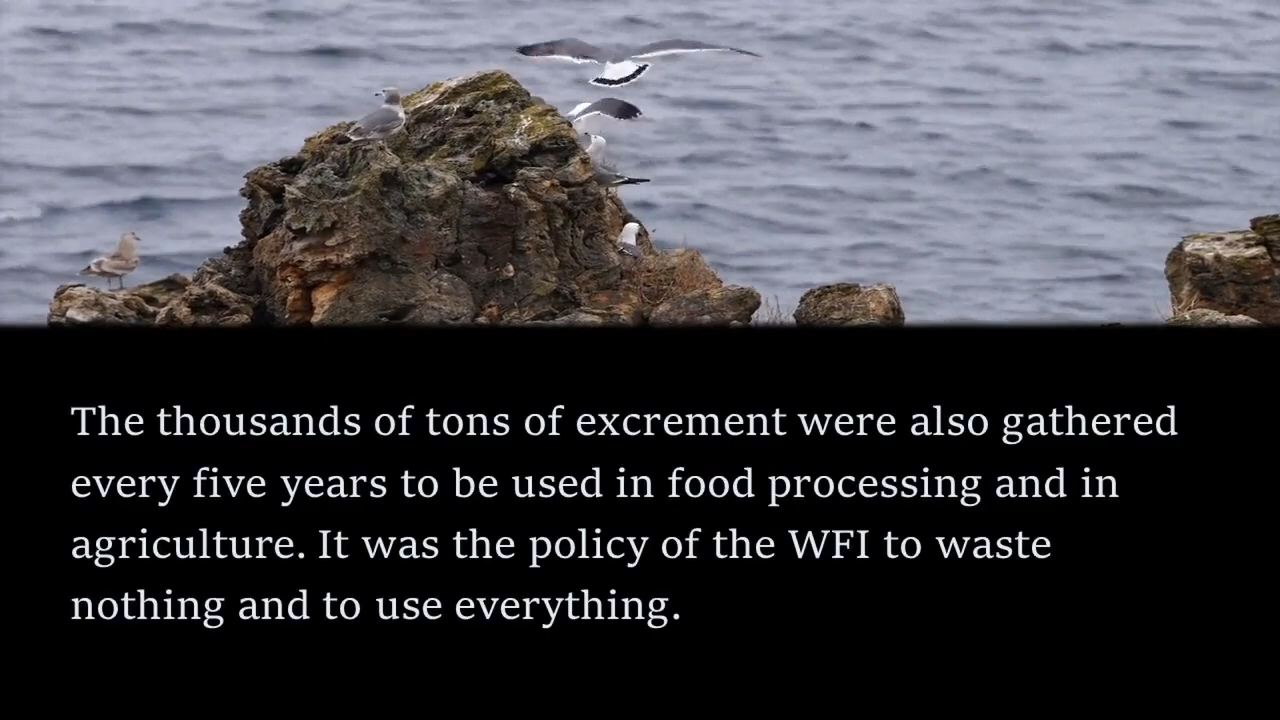 The thousands of tons of excrement were also gathered
every five years to be used in food processing and in
agriculture. It was the policy of the WFI to waste
nothing and to use everything.